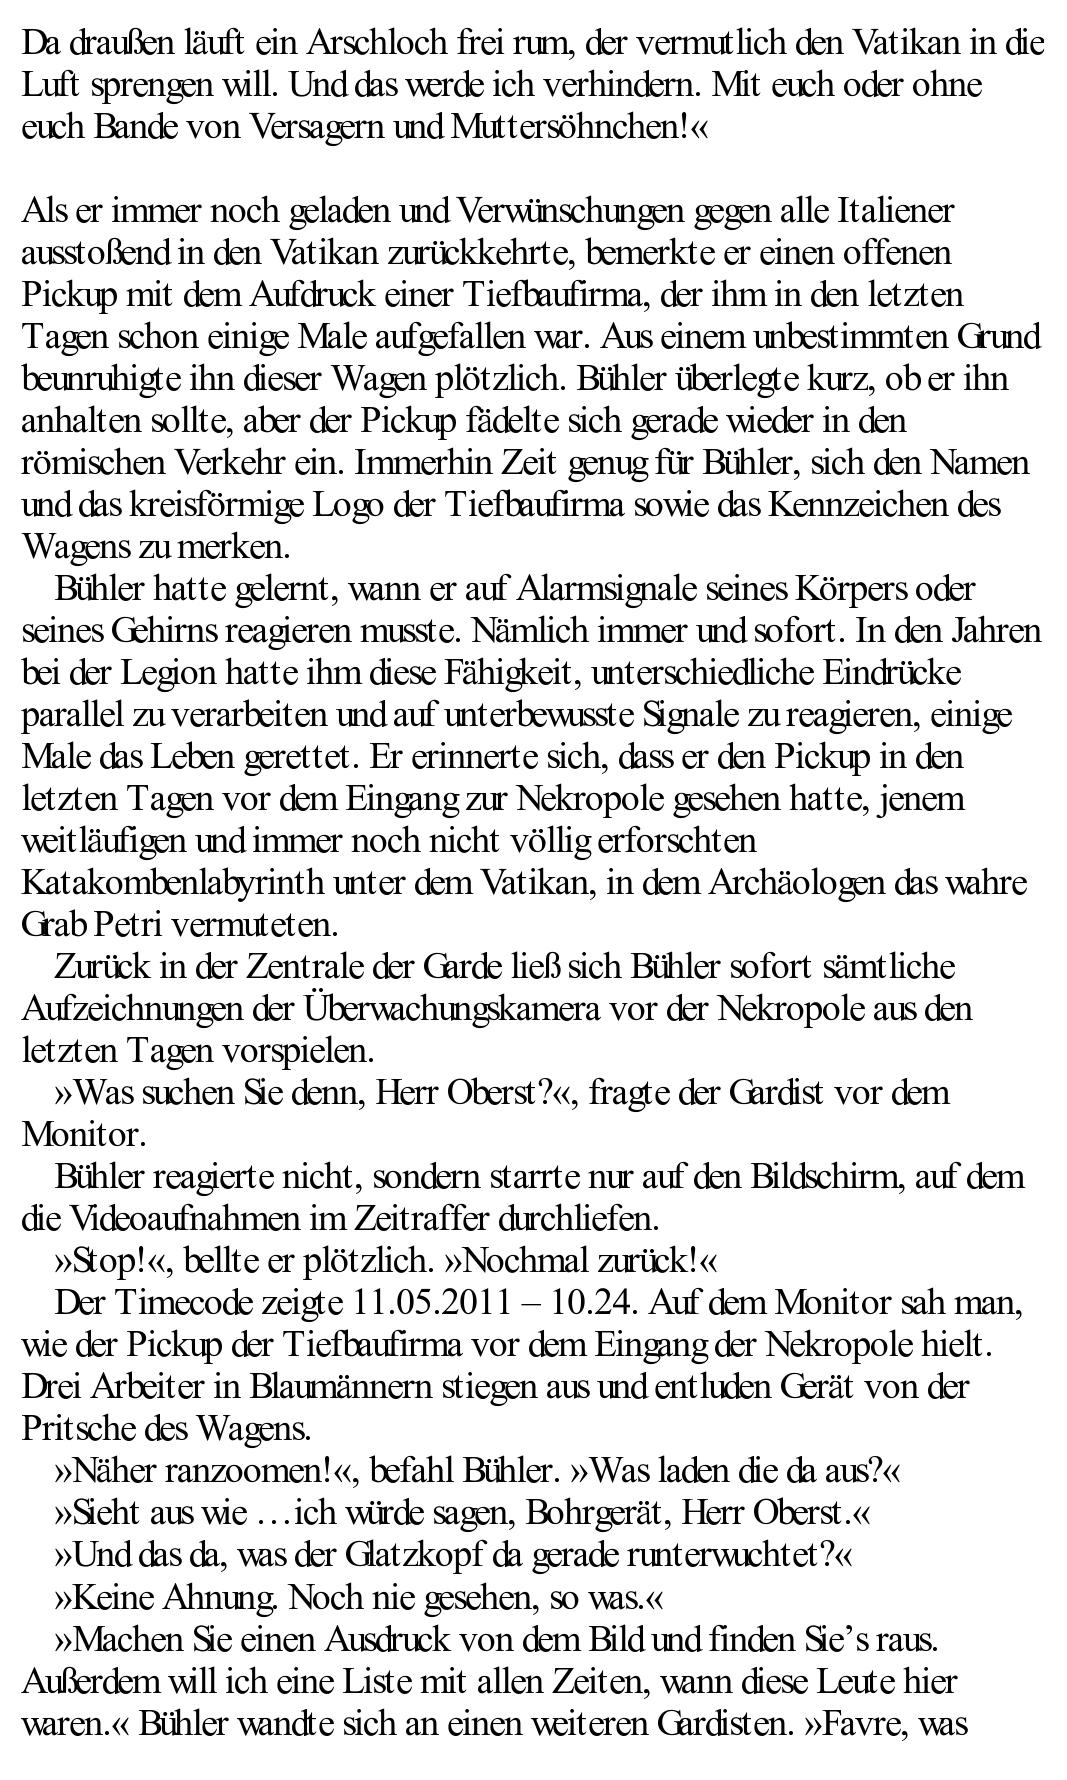 Da draußen läuft ein Arschloch frei rum, der vermutlich den Vatikan in die
Luft sprengen will. Und das werde ich verhindern. Mit euch oder ohne
euch Bande von Versagern und Muttersöhnchen!«
Als er immer noch geladen und Verwünschungen gegen alle Italiener
ausstoßend in den Vatikan zurückkehrte, bemerkte er einen offenen
Pickup mit dem Aufdruck einer Tiefbaufirma, der ihm in den letzten
Tagen schon einige Male aufgefallen war. Aus einem unbestimmten Grund
beunruhigte ihn dieser Wagen plötzlich. Bühler überlegte kurz, ob er ihn
anhalten sollte, aber der Pickup fädelte sich gerade wieder in den
römischen Verkehr ein. Immerhin Zeit genug für Bühler, sich den Namen
und das kreisförmige Logo der Tiefbaufirma sowie das Kennzeichen des
Wagens zu merken.
Bühler hatte gelernt, wann er auf Alarmsignale seines Körpers oder
seines Gehirns reagieren musste. Nämlich immer und sofort. In den Jahren
bei der Legion hatte ihm diese Fähigkeit, unterschiedliche Eindrücke
parallel zu verarbeiten und auf unterbewusste Signale zu reagieren, einige
Male das Leben gerettet. Er erinnerte sich, dass er den Pickup in den
letzten Tagen vor dem Eingang zur Nekropole gesehen hatte, jenem
weitläufigen und immer noch nicht völlig erforschten
Katakombenlabyrinth unter dem Vatikan, in dem Archäologen das wahre
Grab Petri vermuteten.
Zurück in der Zentrale der Garde ließ sich Bühler sofort sämtliche
Aufzeichnungen der Überwachungskamera vor der Nekropole aus den
letzten Tagen vorspielen.
»Was suchen Sie denn, Herr Oberst?«, fragte der Gardist vor dem
Monitor.
Bühler reagierte nicht, sondern starrte nur auf den Bildschirm, auf dem
die Videoaufnahmen im Zeitraffer durchliefen.
»Stop!«, bellte er plötzlich. »Nochmal zurück!«
Der Timecode zeigte 11.05.2011 – 10.24. Auf dem Monitor sah man,
wie der Pickup der Tiefbaufirma vor dem Eingang der Nekropole hielt.
Drei Arbeiter in Blaumännern stiegen aus und entluden Gerät von der
Pritsche des Wagens.
»Näher ranzoomen!«, befahl Bühler. »Was laden die da aus?«
»Sieht aus wie … ich würde sagen, Bohrgerät, Herr Oberst.«
»Und das da, was der Glatzkopf da gerade runterwuchtet?«
»Keine Ahnung. Noch nie gesehen, so was.«
»Machen Sie einen Ausdruck von dem Bild und finden Sie’s raus.
Außerdem will ich eine Liste mit allen Zeiten, wann diese Leute hier
waren.« Bühler wandte sich an einen weiteren Gardisten. »Favre, was